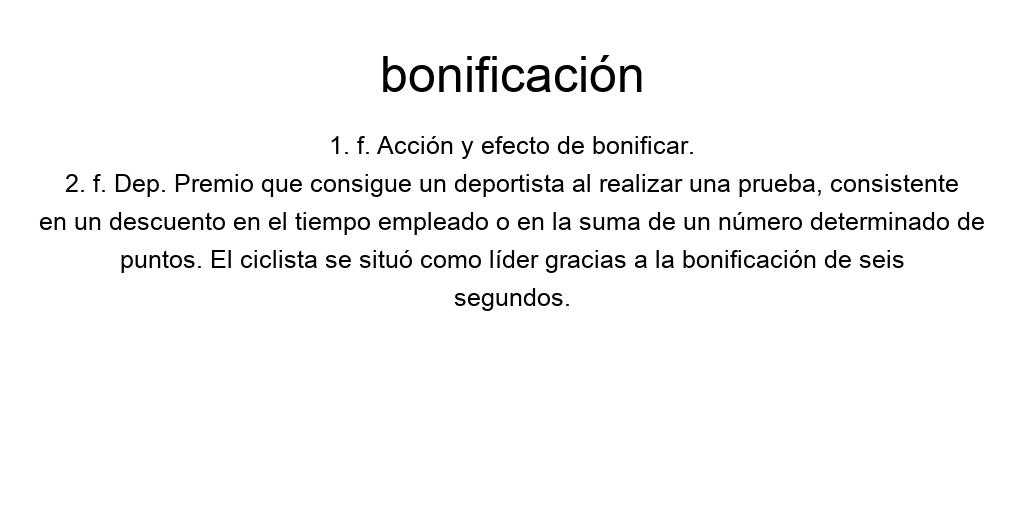 bonificación
1. f. Acción y efecto de bonificar.
2. f. Dep. Premio que consigue un deportista al realizar una prueba, consistente
en un descuento en el tiempo empleado o en la suma de un número determinado de
puntos. El ciclista se situó como líder gracias a la bonificación de seis
segundos.